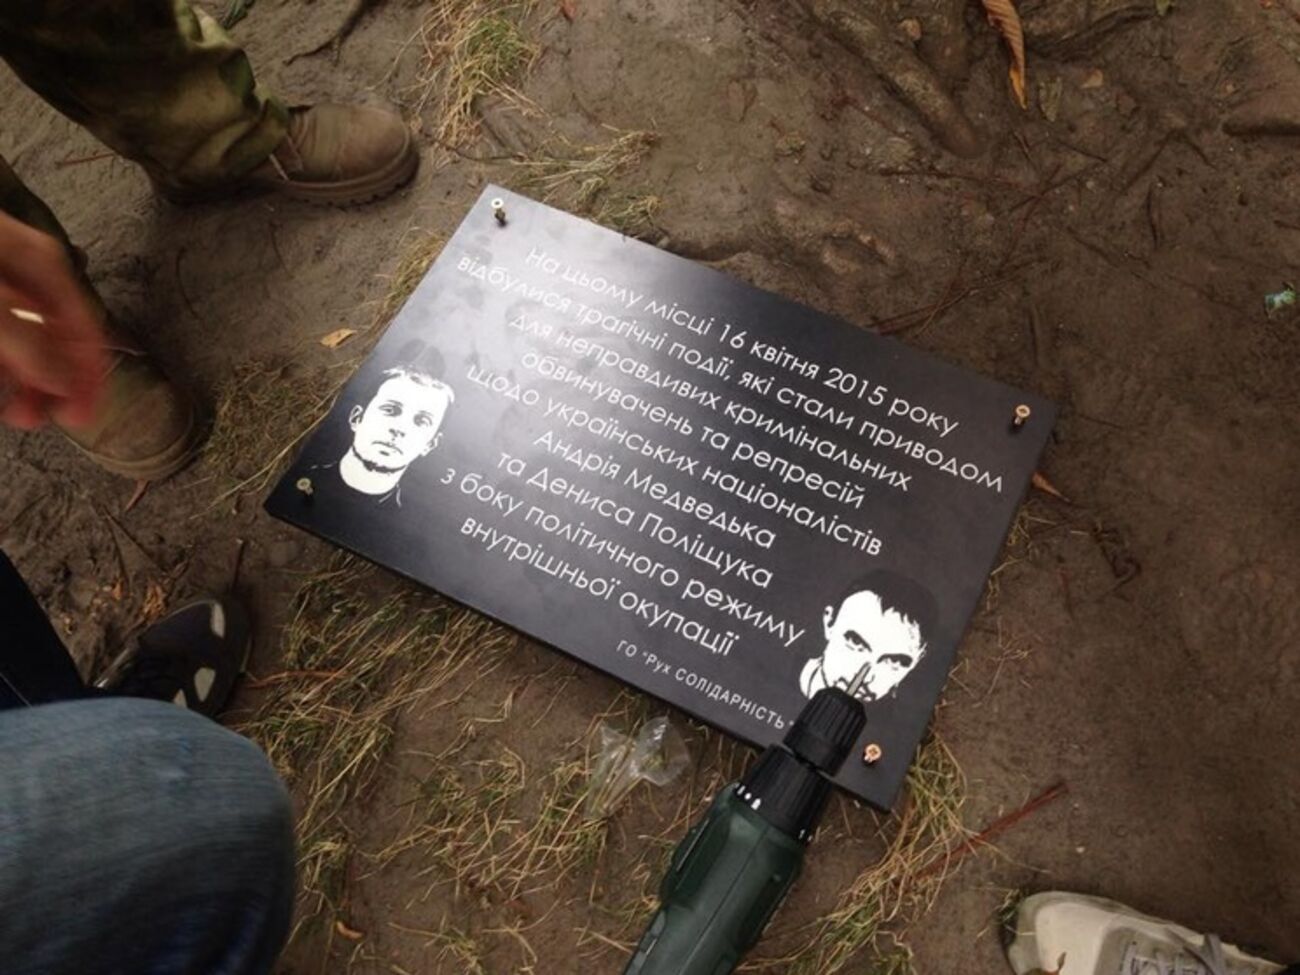 На цьому місці 16 квітня 2015 року
відбулися трагічні події, які стали приводом
для неправдивих кримінальних
обвинувачень та репресій
щодо українських націоналістів
Андрія Медведька
та Дениса Поліщука
з боку політичного режиму
внутрішньої окупації
ГО "Рух СОЛІДАРНІСТЬ"